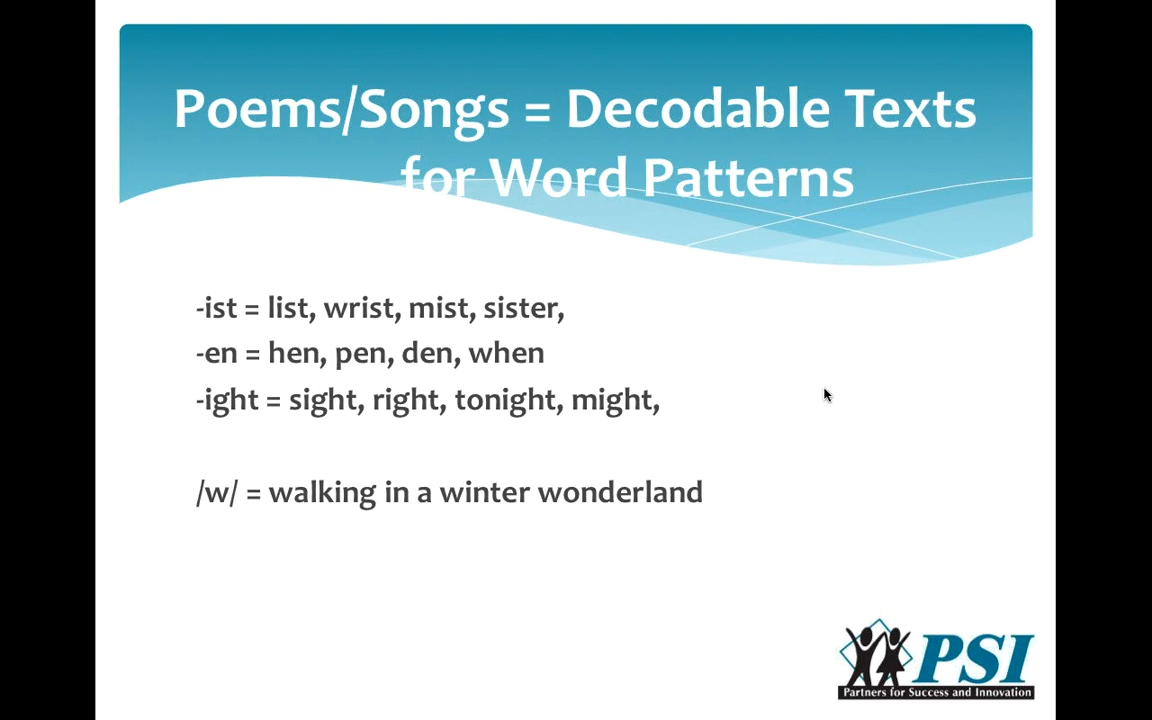 Poems/Songs = Decodable Texts
for Word Patterns
-ist = list, wrist, mist, sister,
-en = hen, pen, den, when
-ight = sight, right, tonight, might,
/w/ = walking in a winter wonderland
PSI
Partners for Success and Innovation